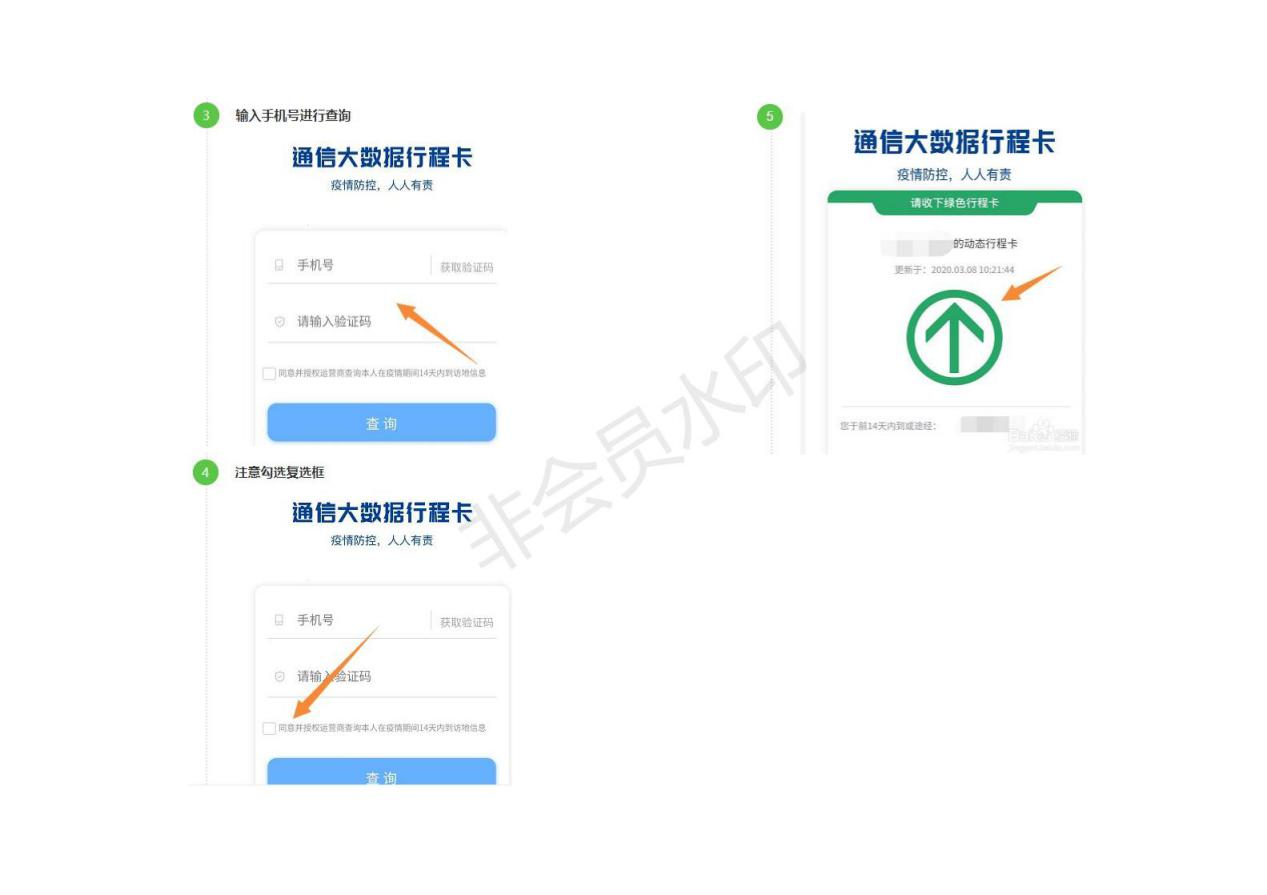 3 输入手机号进行查询
通信大数据行程卡
疫情防控，人人有责
手机号 获取验证码
请输入验证码
同意并授权运营商查询本人在疫情期间14天内到访地信息
查询
4 注意勾选复选框
通信大数据行程卡
疫情防控，人人有责
手机号 获取验证码
请输入验证码
同意并授权运营商查询本人在疫情期间14天内到访地信息
查询
5
通信大数据行程卡
疫情防控，人人有责
请收下绿色行程卡
的动态行程卡
更新于：2020.03.08 10:21:44
您于前14天内到或途经：
非会员水印